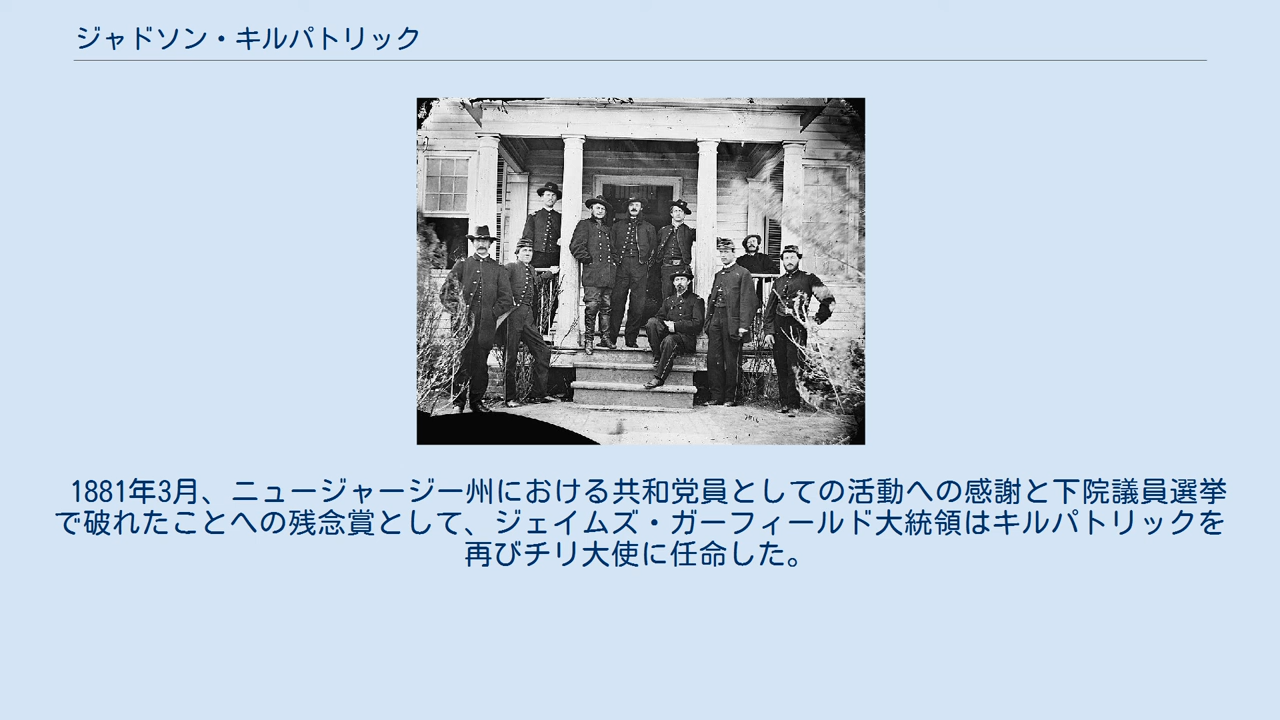 ジャドソン・キルパトリック
1881年3月、ニュージャージー州における共和党員としての活動への感謝と下院議員選挙
で破れたことへの残念賞として、ジェイムズ・ガーフィールド大統領はキルパトリックを
再びチリ大使に任命した。